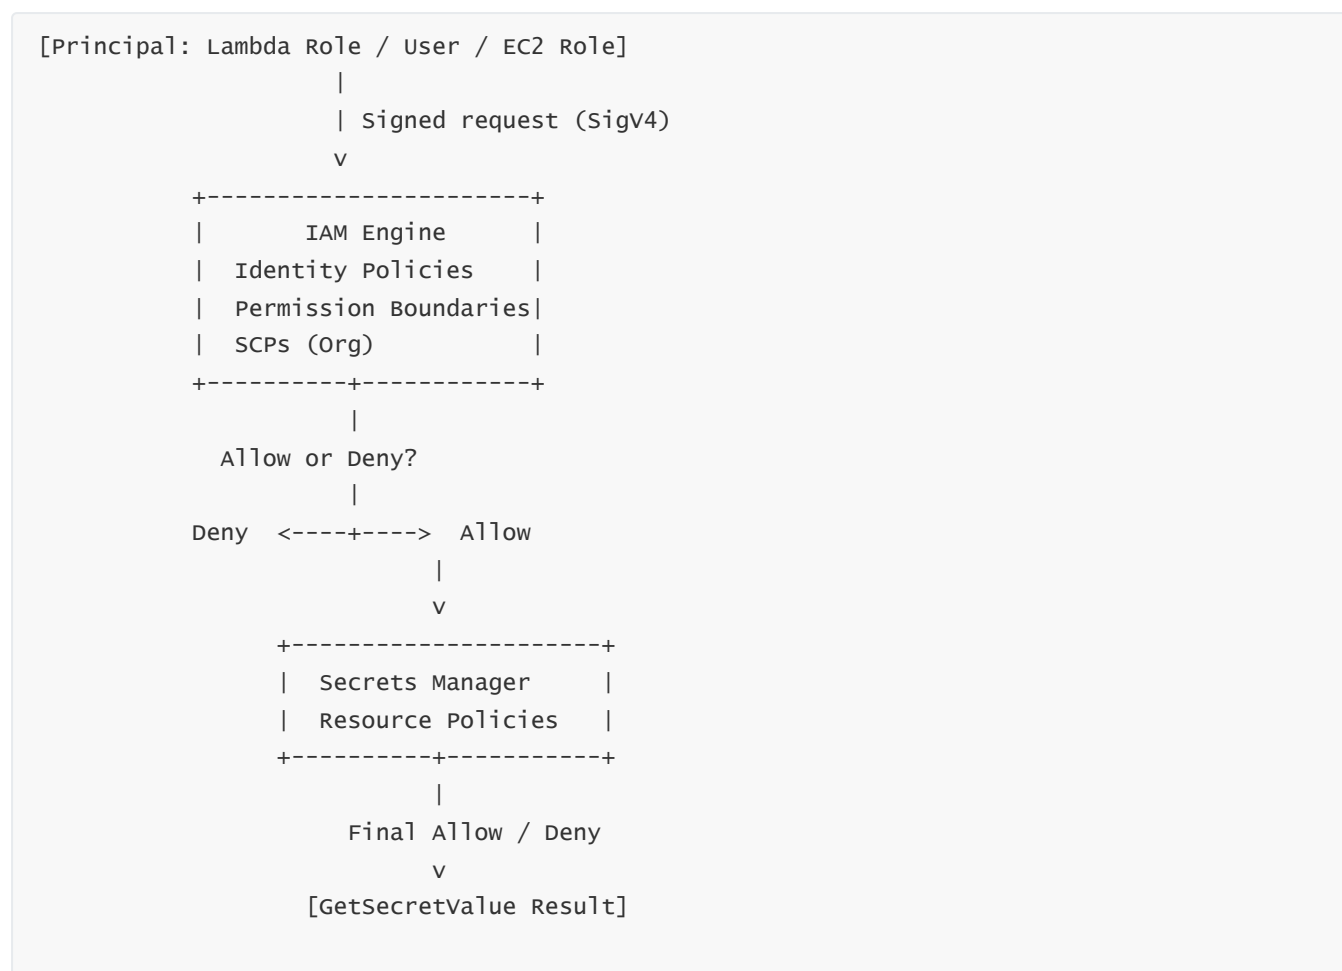 [Principal: Lambda Role / User / EC2 Role]
                     |
                     | Signed request (SigV4)
                     v
           +-----------------------+
           |       IAM Engine      |
           |  Identity Policies    |
           |  Permission Boundaries|
           |  SCPs (Org)           |
           +----------+------------+
                      |
             Allow or Deny?
                      |
           Deny  <----+---->  Allow
                            |
                            v
                 +----------------------+
                 |  Secrets Manager     |
                 |  Resource Policies   |
                 +----------+-----------+
                            |
                      Final Allow / Deny
                            v
                   [GetSecretValue Result]